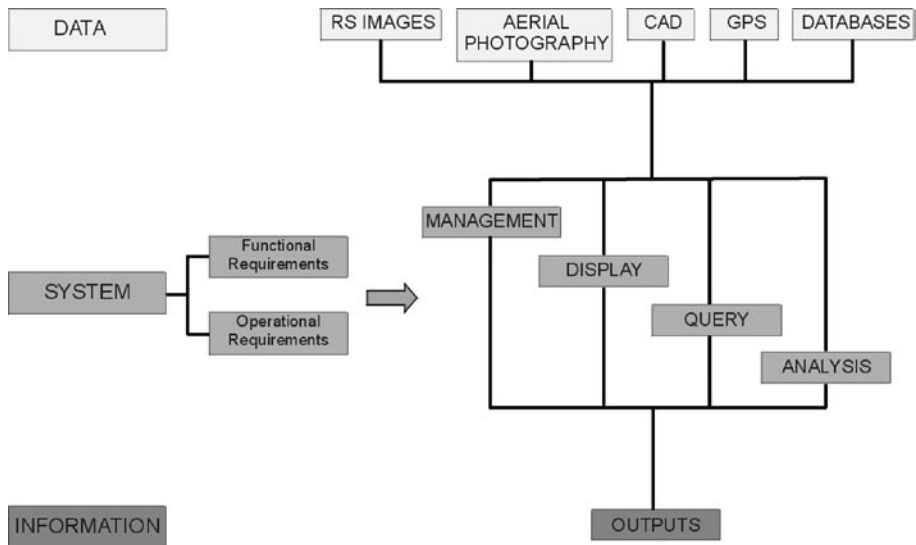 DATA
RS IMAGES
AERIAL
PHOTOGRAPHY
CAD
GPS
DATABASES
MANAGEMENT
Functional
Requirements
DISPLAY
SYSTEM
Operational
Requirements
QUERY
ANALYSIS
INFORMATION
OUTPUTS